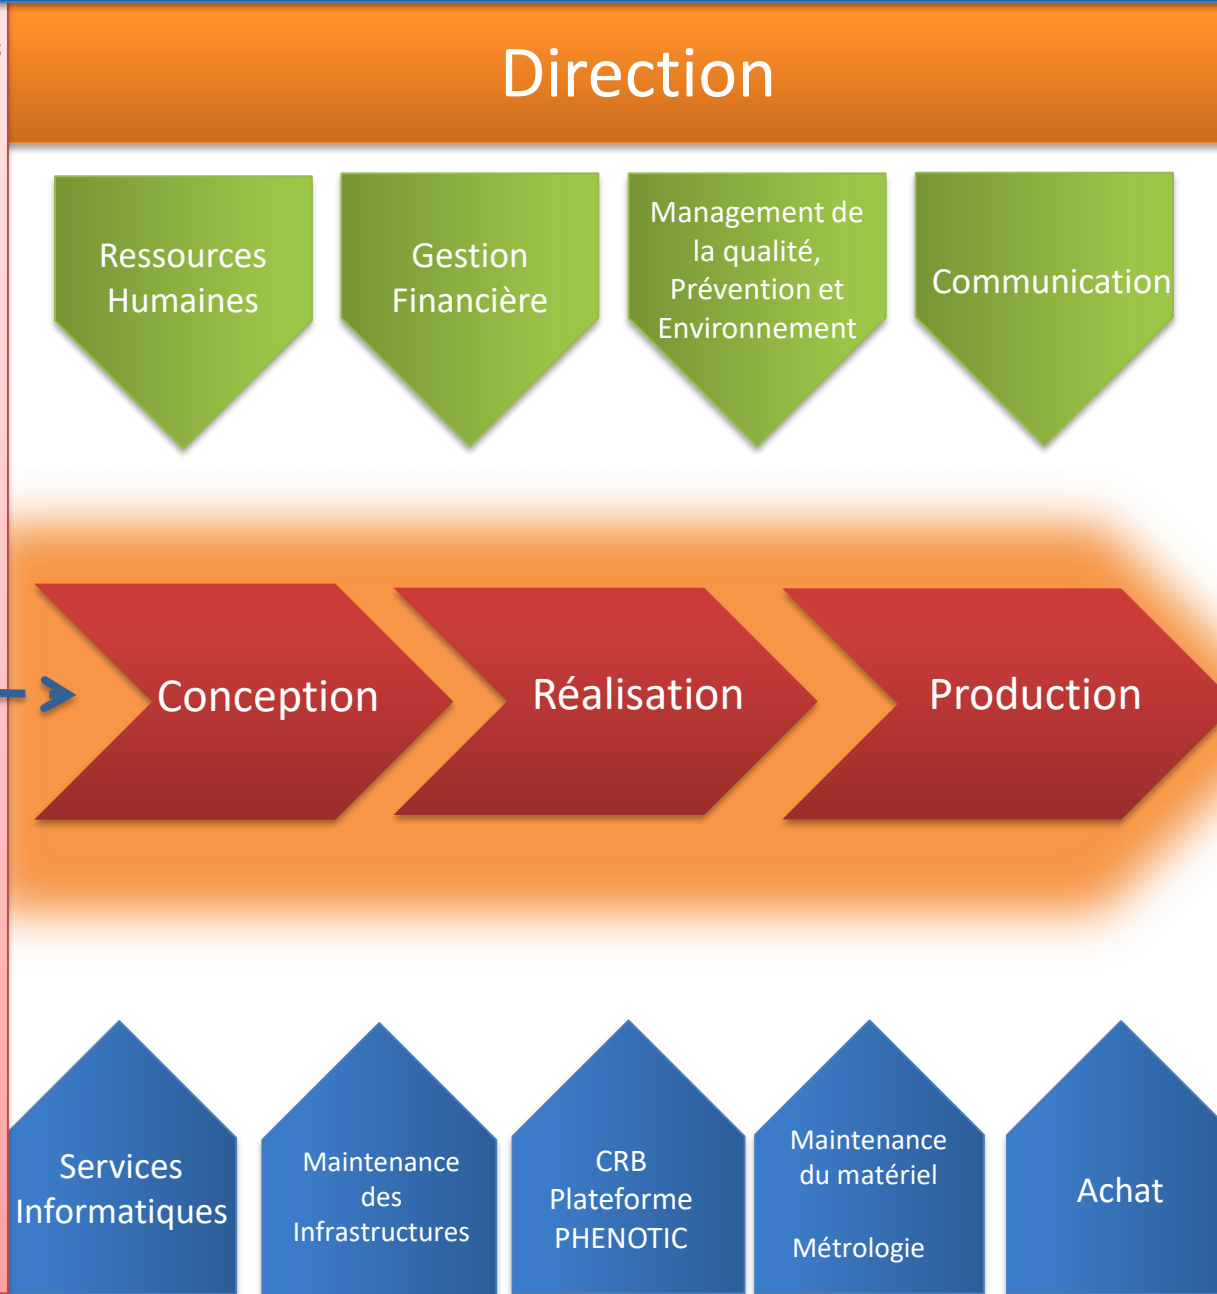 Direction
Ressources
Humaines
Gestion
Financière
Management de
la qualité,
Prévention et
Environnement
Communication
Conception
Réalisation
Production
Services
Informatiques
Maintenance
des
Infrastructures
CRB
Plateforme
PHENOTIC
Maintenance
du matériel
Métrologie
Achat